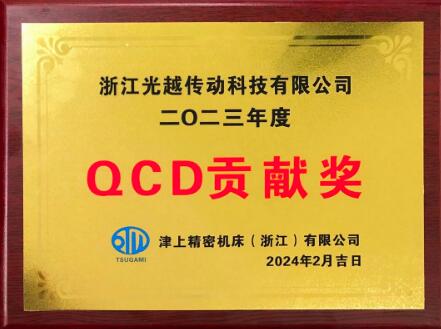 浙江光越传动科技有限公司
二O二三年度
QCD贡献奖
TSUGAMI
津上精密机床（浙江）有限公司
2024年2月吉日